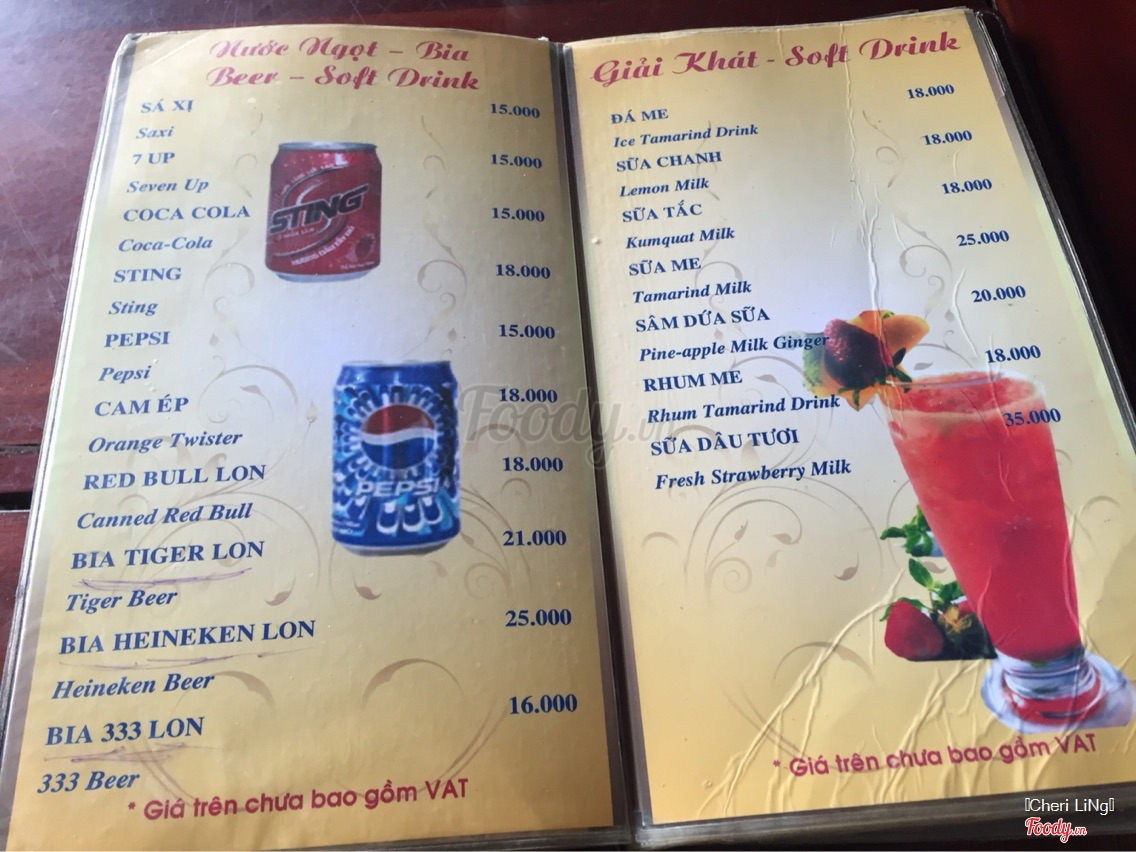 Nước Ngọt – Bia
Beer – Soft Drink
SÁ XỊ 15.000
Saxi
7 UP 15.000
Seven Up
COCA COLA 15.000
Coca-Cola
STING 18.000
Sting
PEPSI 15.000
Pepsi
CAM ÉP 18.000
Orange Twister
RED BULL LON 18.000
Canned Red Bull
BIA TIGER LON 21.000
Tiger Beer
BIA HEINEKEN LON 25.000
Heineken Beer
BIA 333 LON 16.000
333 Beer
* Giá trên chưa bao gồm VAT
STING
PEPSI
Giải Khát - Soft Drink
ĐÁ ME 18.000
Ice Tamarind Drink
SỮA CHANH 18.000
Lemon Milk
SỮA TẮC 18.000
Kumquat Milk
SỮA ME 25.000
Tamarind Milk
SÂM DỨA SỮA 20.000
Pine-apple Milk Ginger
RHUM ME 18.000
Rhum Tamarind Drink
SỮA DÂU TƯƠI 35.000
Fresh Strawberry Milk
* Giá trên chưa bao gồm VAT
Foody.vn
Cheri LiNg
Foody.vn